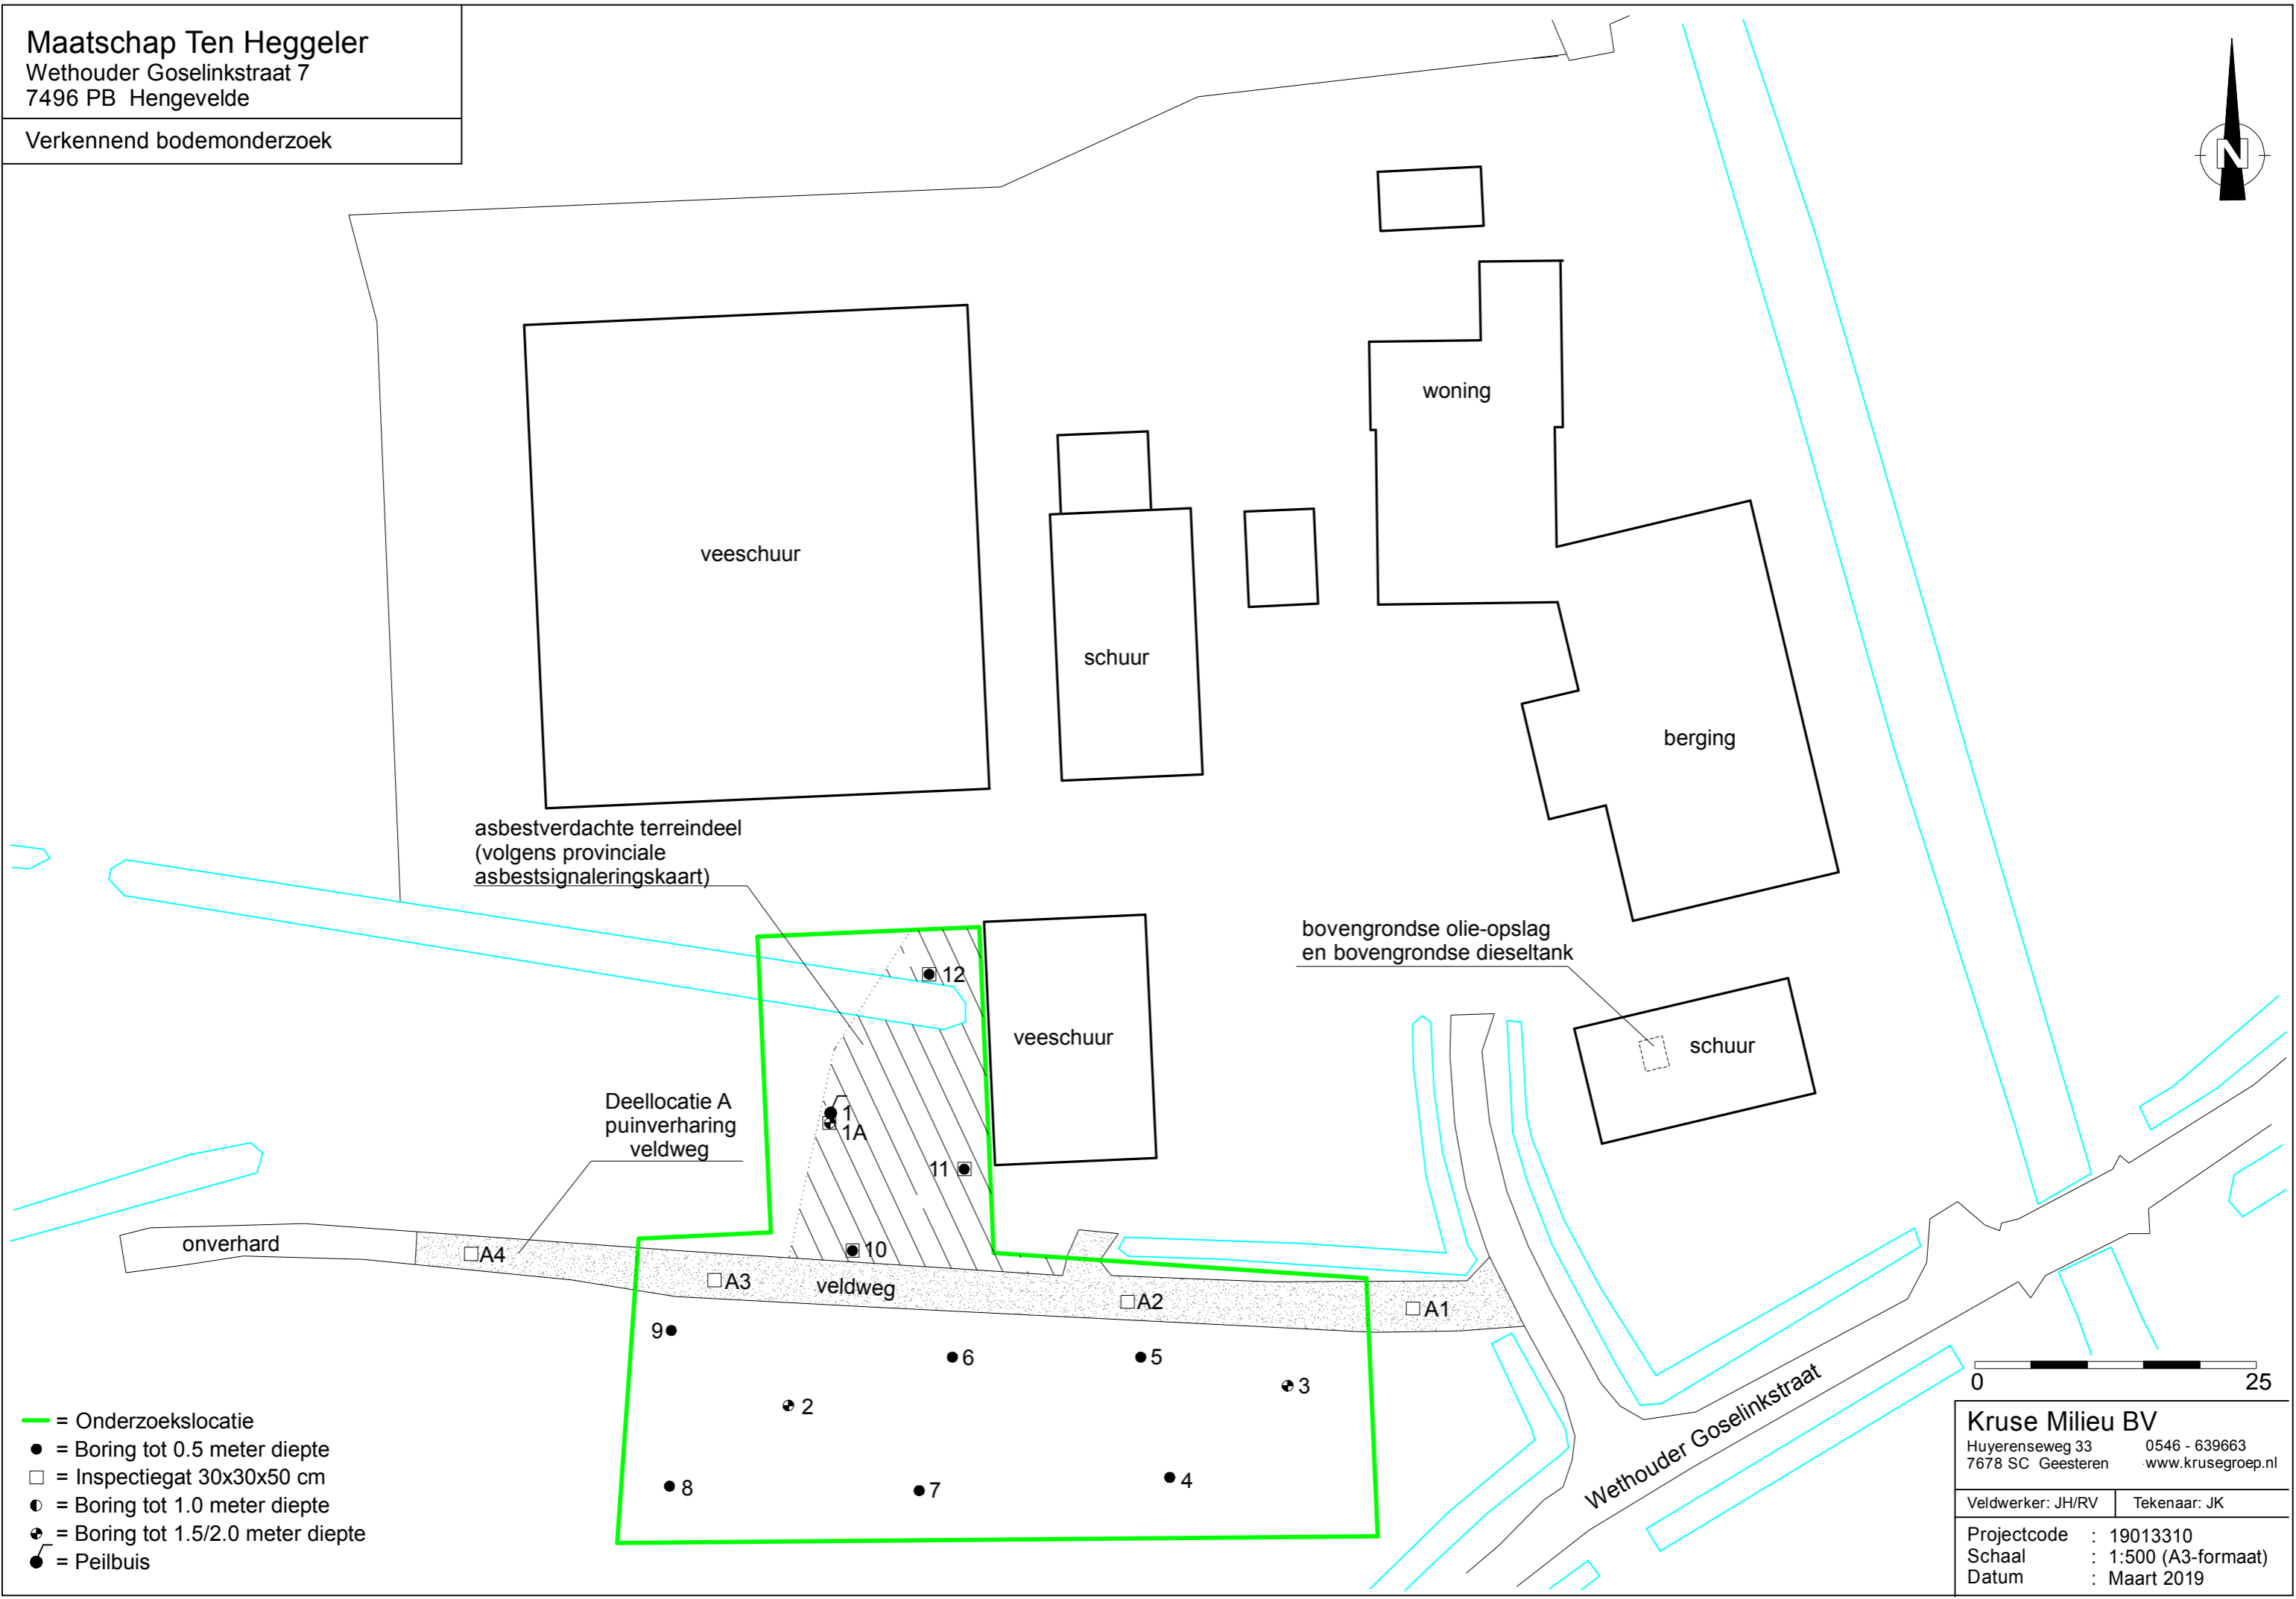 Maatschap Ten Heggeler
Wethouder Goselinkstraat 7
7496 PB Hengevelde
Verkennend bodemonderzoek
N
woning
veeschuur
schuur
berging
asbestverdachte terreindeel
(volgens provinciale
asbestsignaleringskaart)
bovengrondse olie-opslag
en bovengrondse dieseltank
12
veeschuur
schuur
Deellocatie A
puinverharing
veldweg
1
1A
11
onverhard
A4
10
A3
veldweg
A2
A1
9
6
5
3
2
8
7
4
Wethouder Goselinkstraat
0 25
= Onderzoekslocatie
= Boring tot 0.5 meter diepte
= Inspectiegat 30x30x50 cm
= Boring tot 1.0 meter diepte
= Boring tot 1.5/2.0 meter diepte
= Peilbuis
Kruse Milieu BV
Huyerenseweg 33 0546 - 639663
7678 SC Geesteren www.krusegroep.nl
Veldwerker: JH/RV Tekenaar: JK
Projectcode : 19013310
Schaal : 1:500 (A3-formaat)
Datum : Maart 2019